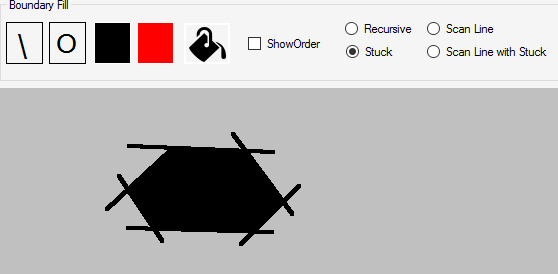 Boundary Fill
\ O
ShowOrder
Recursive
Scan Line
Stuck
Scan Line with Stuck